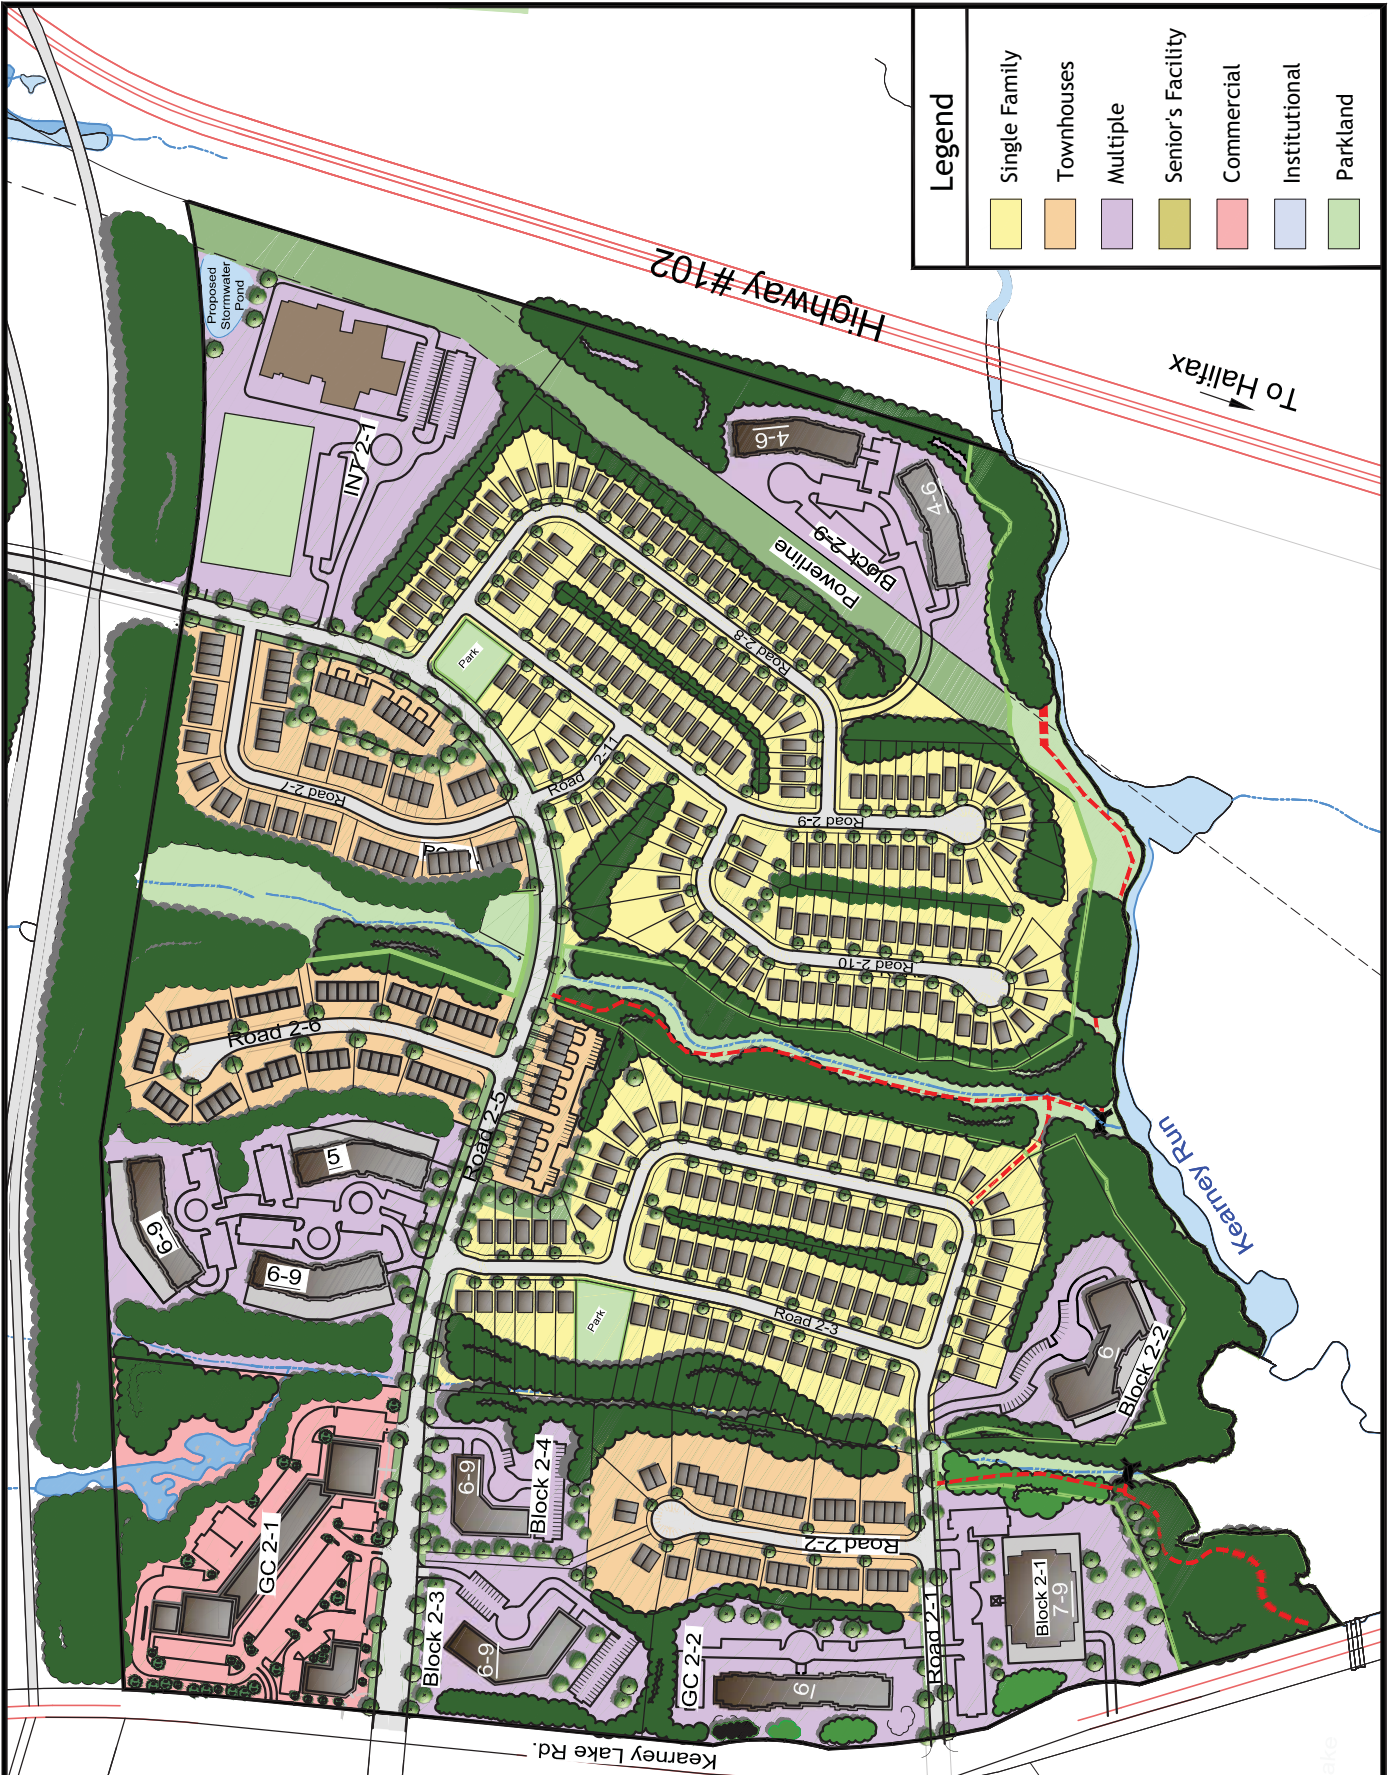 Legend
Single Family
Townhouses
Multiple
Senior's Facility
Commercial
Institutional
Parkland
Highway #102
To Halifax
Proposed
Stormwater
Pond
INT 2-1
4-6
4-6
Block 2-9
Powerline
Road 2-8
Park
Road 2-1
Road 2-7
Road 2-9
Road 2-10
Road 2-6
Road 2-5
5
6-9
6-9
Kearney Run
Park
Road 2-3
6
Block 2-2
GC 2-1
6-9
Block 2-4
Road 2-2
Block 2-3
6-9
GC 2-2
6
Road 2-1
Block 2-1
7-9
Kearney Lake Rd.